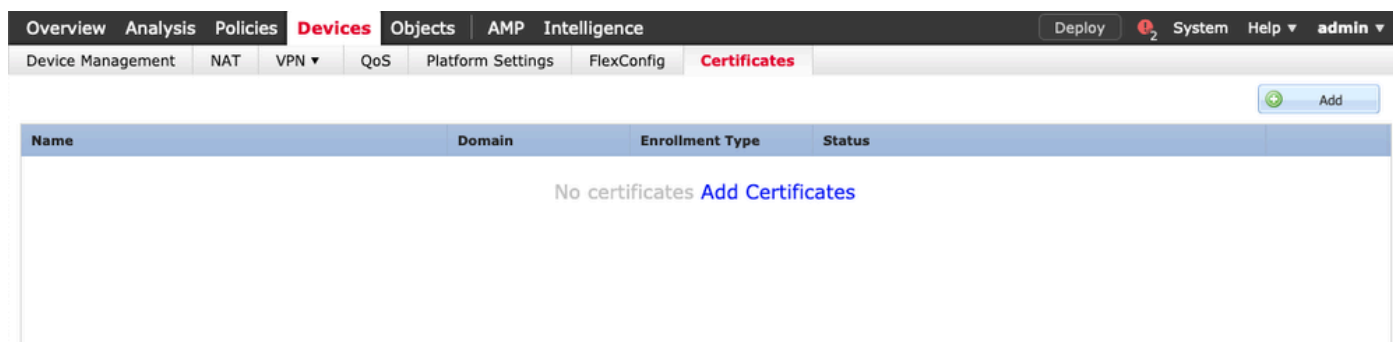 Overview Analysis Policies Devices Objects AMP Intelligence Deploy 2 System Help admin
Device Management NAT VPN QoS Platform Settings FlexConfig Certificates
Add
Name Domain Enrollment Type Status
No certificates Add Certificates